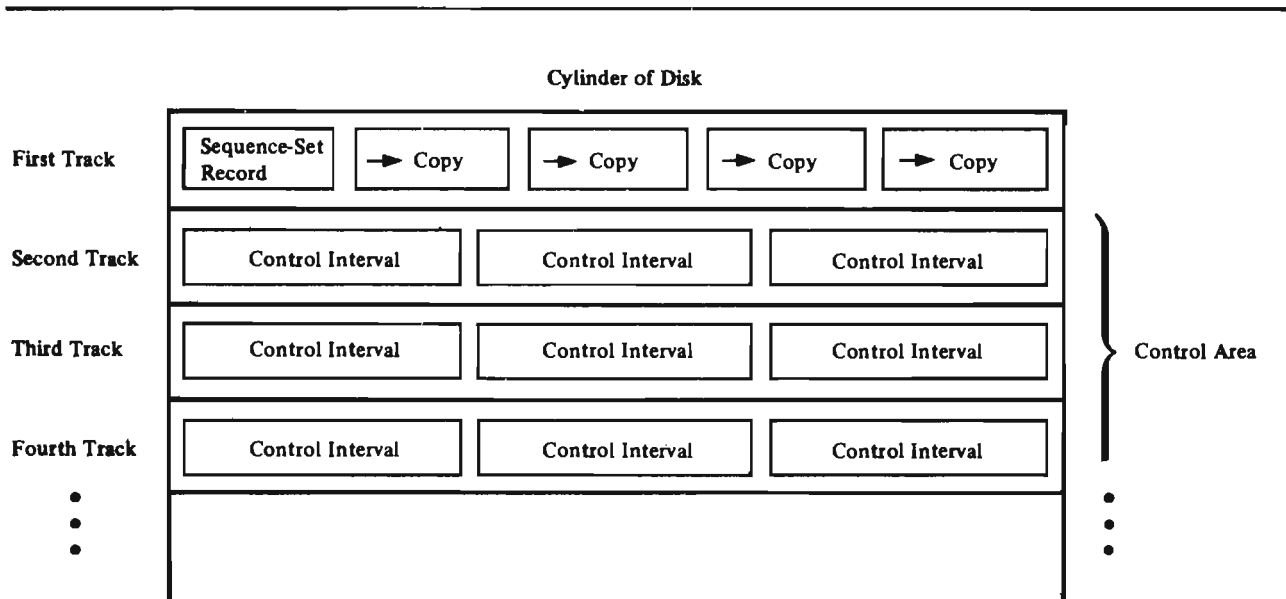 Cylinder of Disk
First Track
Sequence-Set
Record
Copy
Copy
Copy
Copy
Second Track
Control Interval
Control Interval
Control Interval
Third Track
Control Interval
Control Interval
Control Interval
Control Area
Fourth Track
Control Interval
Control Interval
Control Interval